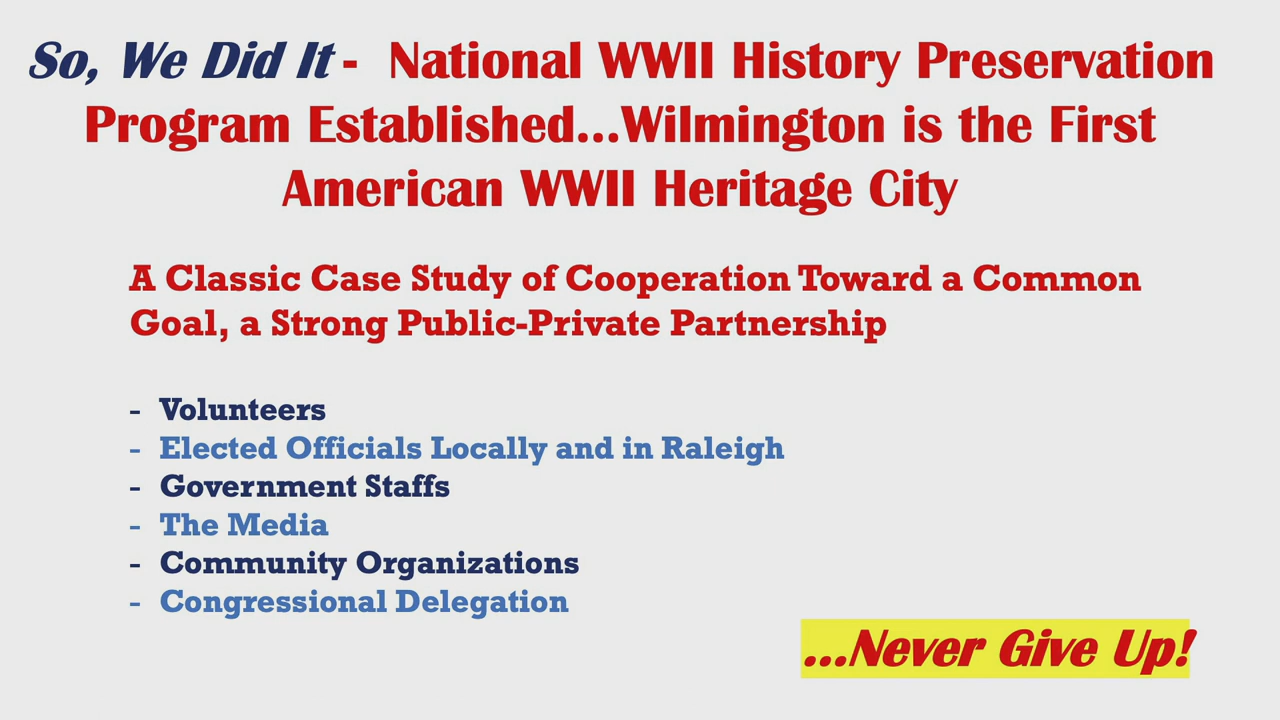 So, We Did It - National WWII History Preservation
Program Established...Wilmington is the First
American WWII Heritage City
A Classic Case Study of Cooperation Toward a Common
Goal, a Strong Public-Private Partnership
- Volunteers
- Elected Officials Locally and in Raleigh
- Government Staffs
- The Media
- Community Organizations
- Congressional Delegation
...Never Give Up!